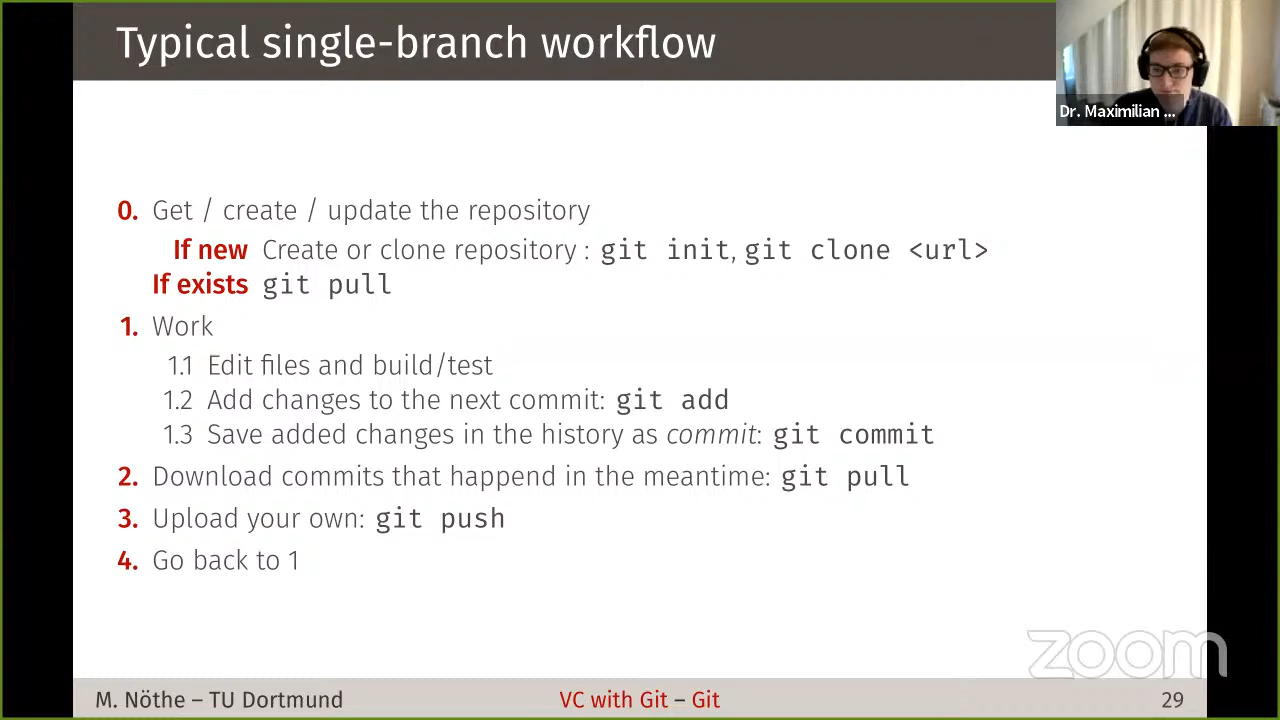 Typical single-branch workflow
Dr. Maximilian ...
0. Get / create / update the repository
If new Create or clone repository : git init, git clone <url>
If exists git pull
1. Work
1.1 Edit files and build/test
1.2 Add changes to the next commit: git add
1.3 Save added changes in the history as commit: git commit
2. Download commits that happend in the meantime: git pull
3. Upload your own: git push
4. Go back to 1
zoom
M. Nöthe – TU Dortmund VC with Git – Git 29